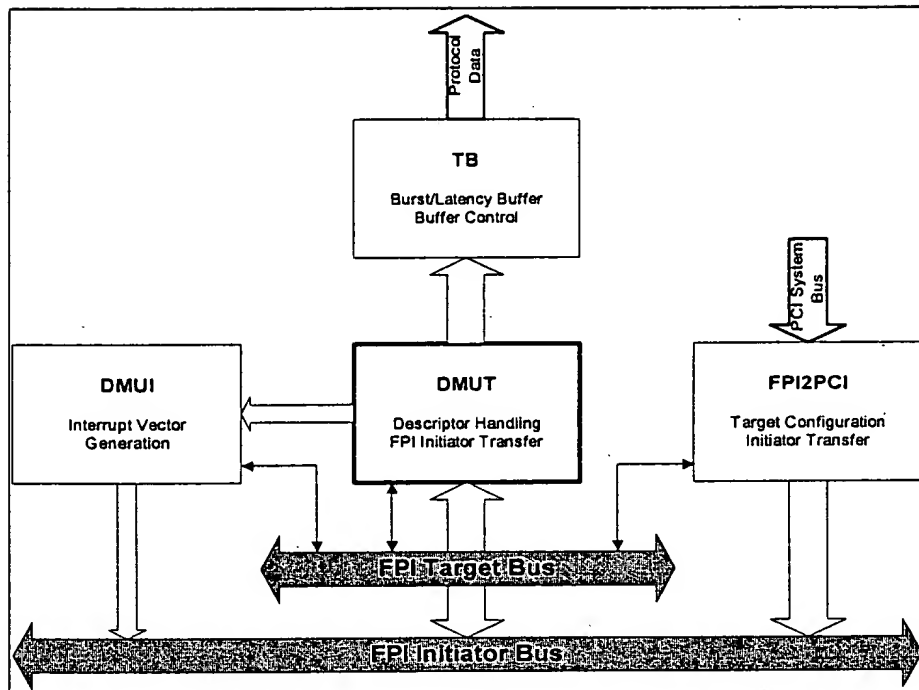 Protocol
Data
TB
Burst/Latency Buffer
Buffer Control
PCI System
Bus
DMUI
Interrupt Vector
Generation
DMUT
Descriptor Handling
FPI Initiator Transfer
FPI2PCI
Target Configuration
Initiator Transfer
FPI Target Bus
FPI Initiator Bus